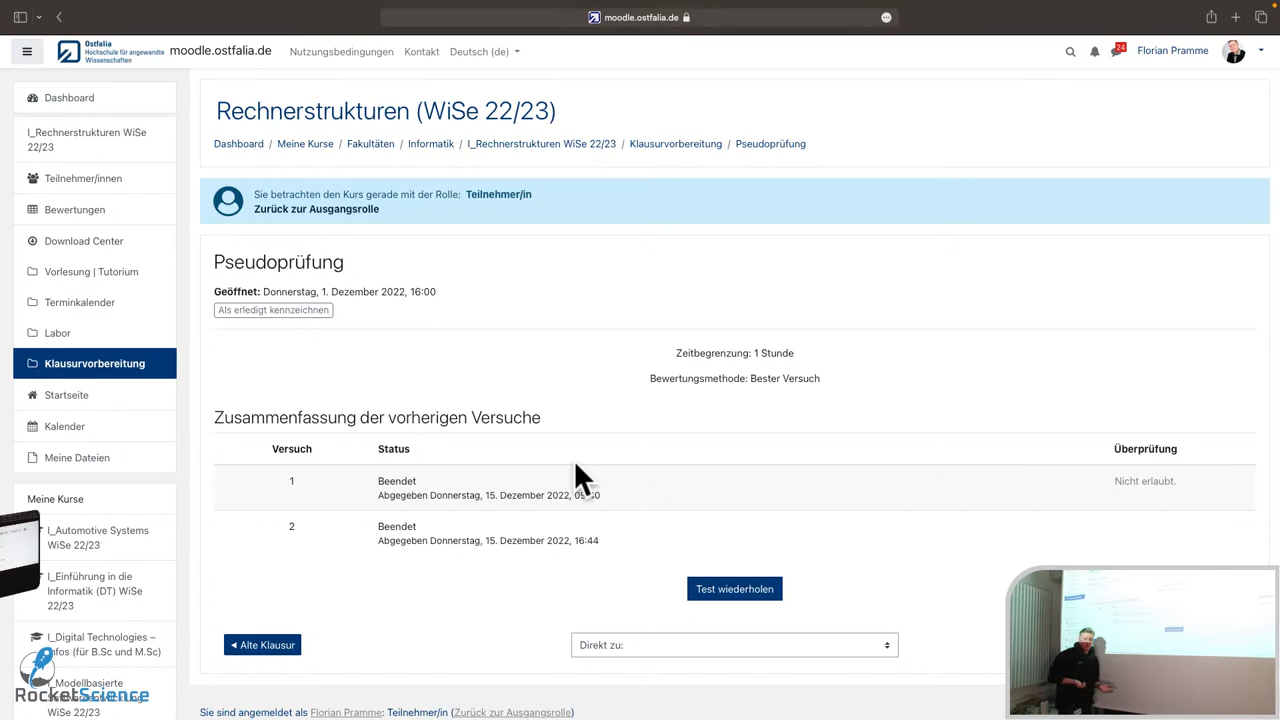 moodle.ostfalia.de
Ostfalia
Hochschule für angewandte
Wissenschaften
moodle.ostfalia.de
Nutzungsbedingungen
Kontakt
Deutsch (de)
24
Florian Pramme
Dashboard
I_Rechnerstrukturen WiSe
22/23
Teilnehmer/innen
Bewertungen
Download Center
Vorlesung | Tutorium
Terminkalender
Labor
Klausurvorbereitung
Startseite
Kalender
Meine Dateien
Meine Kurse
I_Automotive Systems
WiSe 22/23
I_Einführung in die
Informatik (DT) WiSe
22/23
I_Digital Technologies –
Infos (für B.Sc und M.Sc)
I_Modellbasierte
WiSe 22/23
RocketScience
Rechnerstrukturen (WiSe 22/23)
Dashboard / Meine Kurse / Fakultäten / Informatik / I_Rechnerstrukturen WiSe 22/23 / Klausurvorbereitung / Pseudoprüfung
Sie betrachten den Kurs gerade mit der Rolle: Teilnehmer/in
Zurück zur Ausgangsrolle
Pseudoprüfung
Geöffnet: Donnerstag, 1. Dezember 2022, 16:00
Als erledigt kennzeichnen
Zeitbegrenzung: 1 Stunde
Bewertungsmethode: Bester Versuch
Zusammenfassung der vorherigen Versuche
Versuch Status Überprüfung
1 Beendet Nicht erlaubt.
Abgegeben Donnerstag, 15. Dezember 2022,
2 Beendet
Abgegeben Donnerstag, 15. Dezember 2022, 16:44
Test wiederholen
Alte Klausur
Direkt zu:
Sie sind angemeldet als Florian Pramme: Teilnehmer/in (Zurück zur Ausgangsrolle)